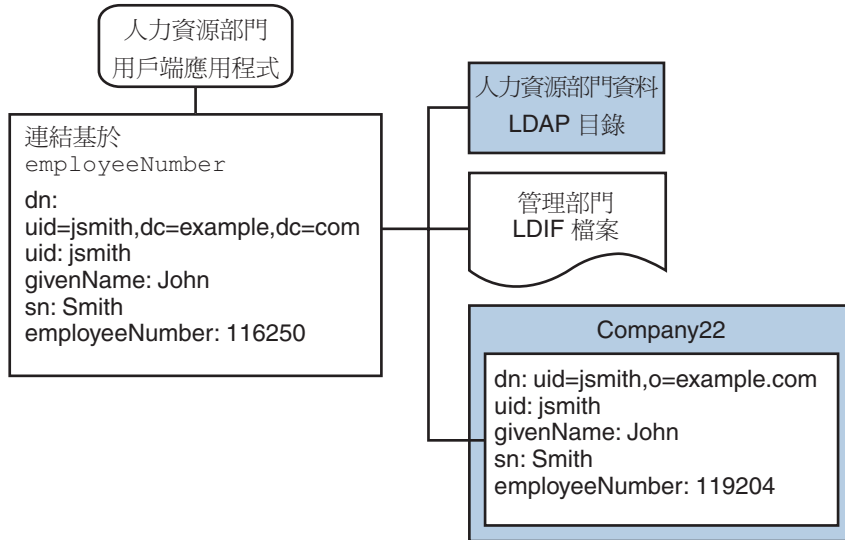 人力資源部門
用戶端應用程式
連結基於
employeeNumber
dn:
uid=jsmith,dc=example,dc=com
uid: jsmith
givenName: John
sn: Smith
employeeNumber: 116250
人力資源部門資料
LDAP 目錄
管理部門
LDIF 檔案
Company22
dn: uid=jsmith,o=example.com
uid: jsmith
givenName: John
sn: Smith
employeeNumber: 119204